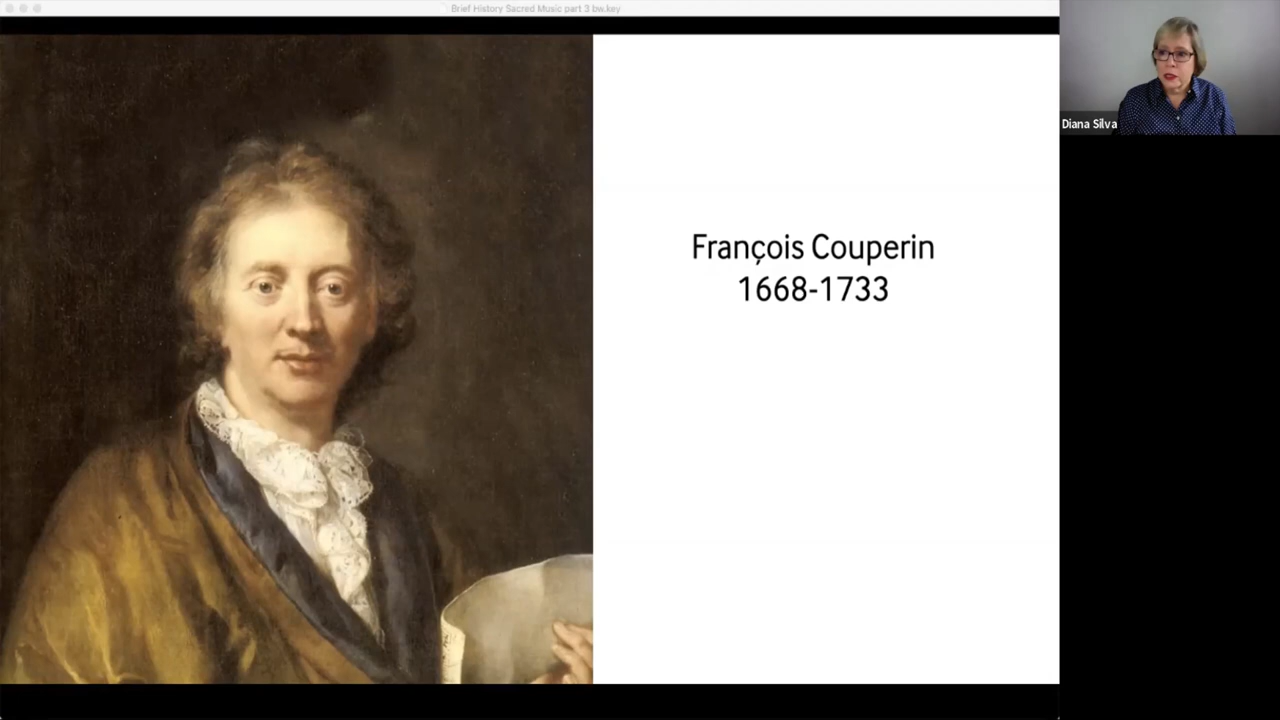 Brief History Sacred Music part 3 bw.key
François Couperin
1668-1733
Diana Silva